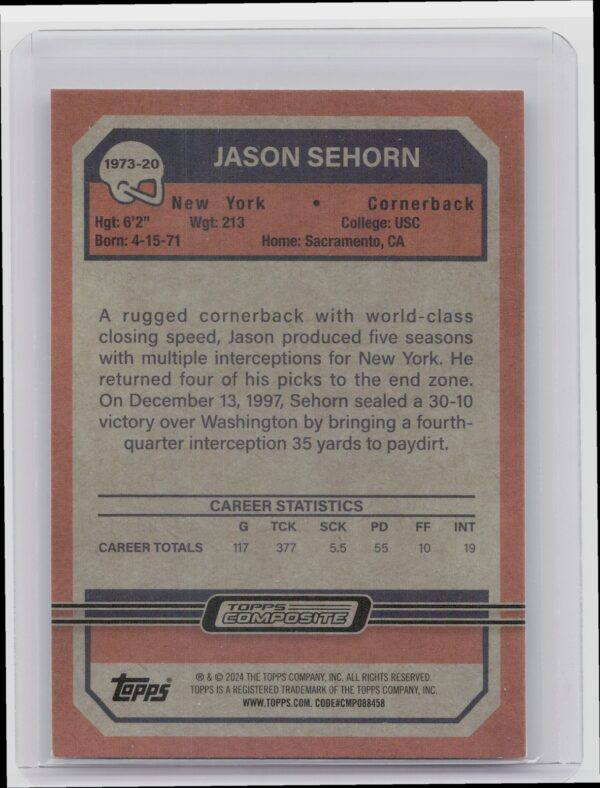 JASON SEHORN
1973-20
New York • Cornerback
Hgt: 6'2" Wgt: 213 College: USC
Born: 4-15-71 Home: Sacramento, CA
A rugged cornerback with world-class
closing speed, Jason produced five seasons
with multiple interceptions for New York. He
returned four of his picks to the end zone.
On December 13, 1997, Sehorn sealed a 30-10
victory over Washington by bringing a fourth-
quarter interception 35 yards to paydirt.
CAREER STATISTICS
G TCK SCK PD FF INT
CAREER TOTALS 117 377 5.5 55 10 19
TOPPS
COMPOSITE
topps
® & © 2024 THE TOPPS COMPANY, INC. ALL RIGHTS RESERVED.
TOPPS IS A REGISTERED TRADEMARK OF THE TOPPS COMPANY, INC.
WWW.TOPPS.COM. CODE#CMP088458